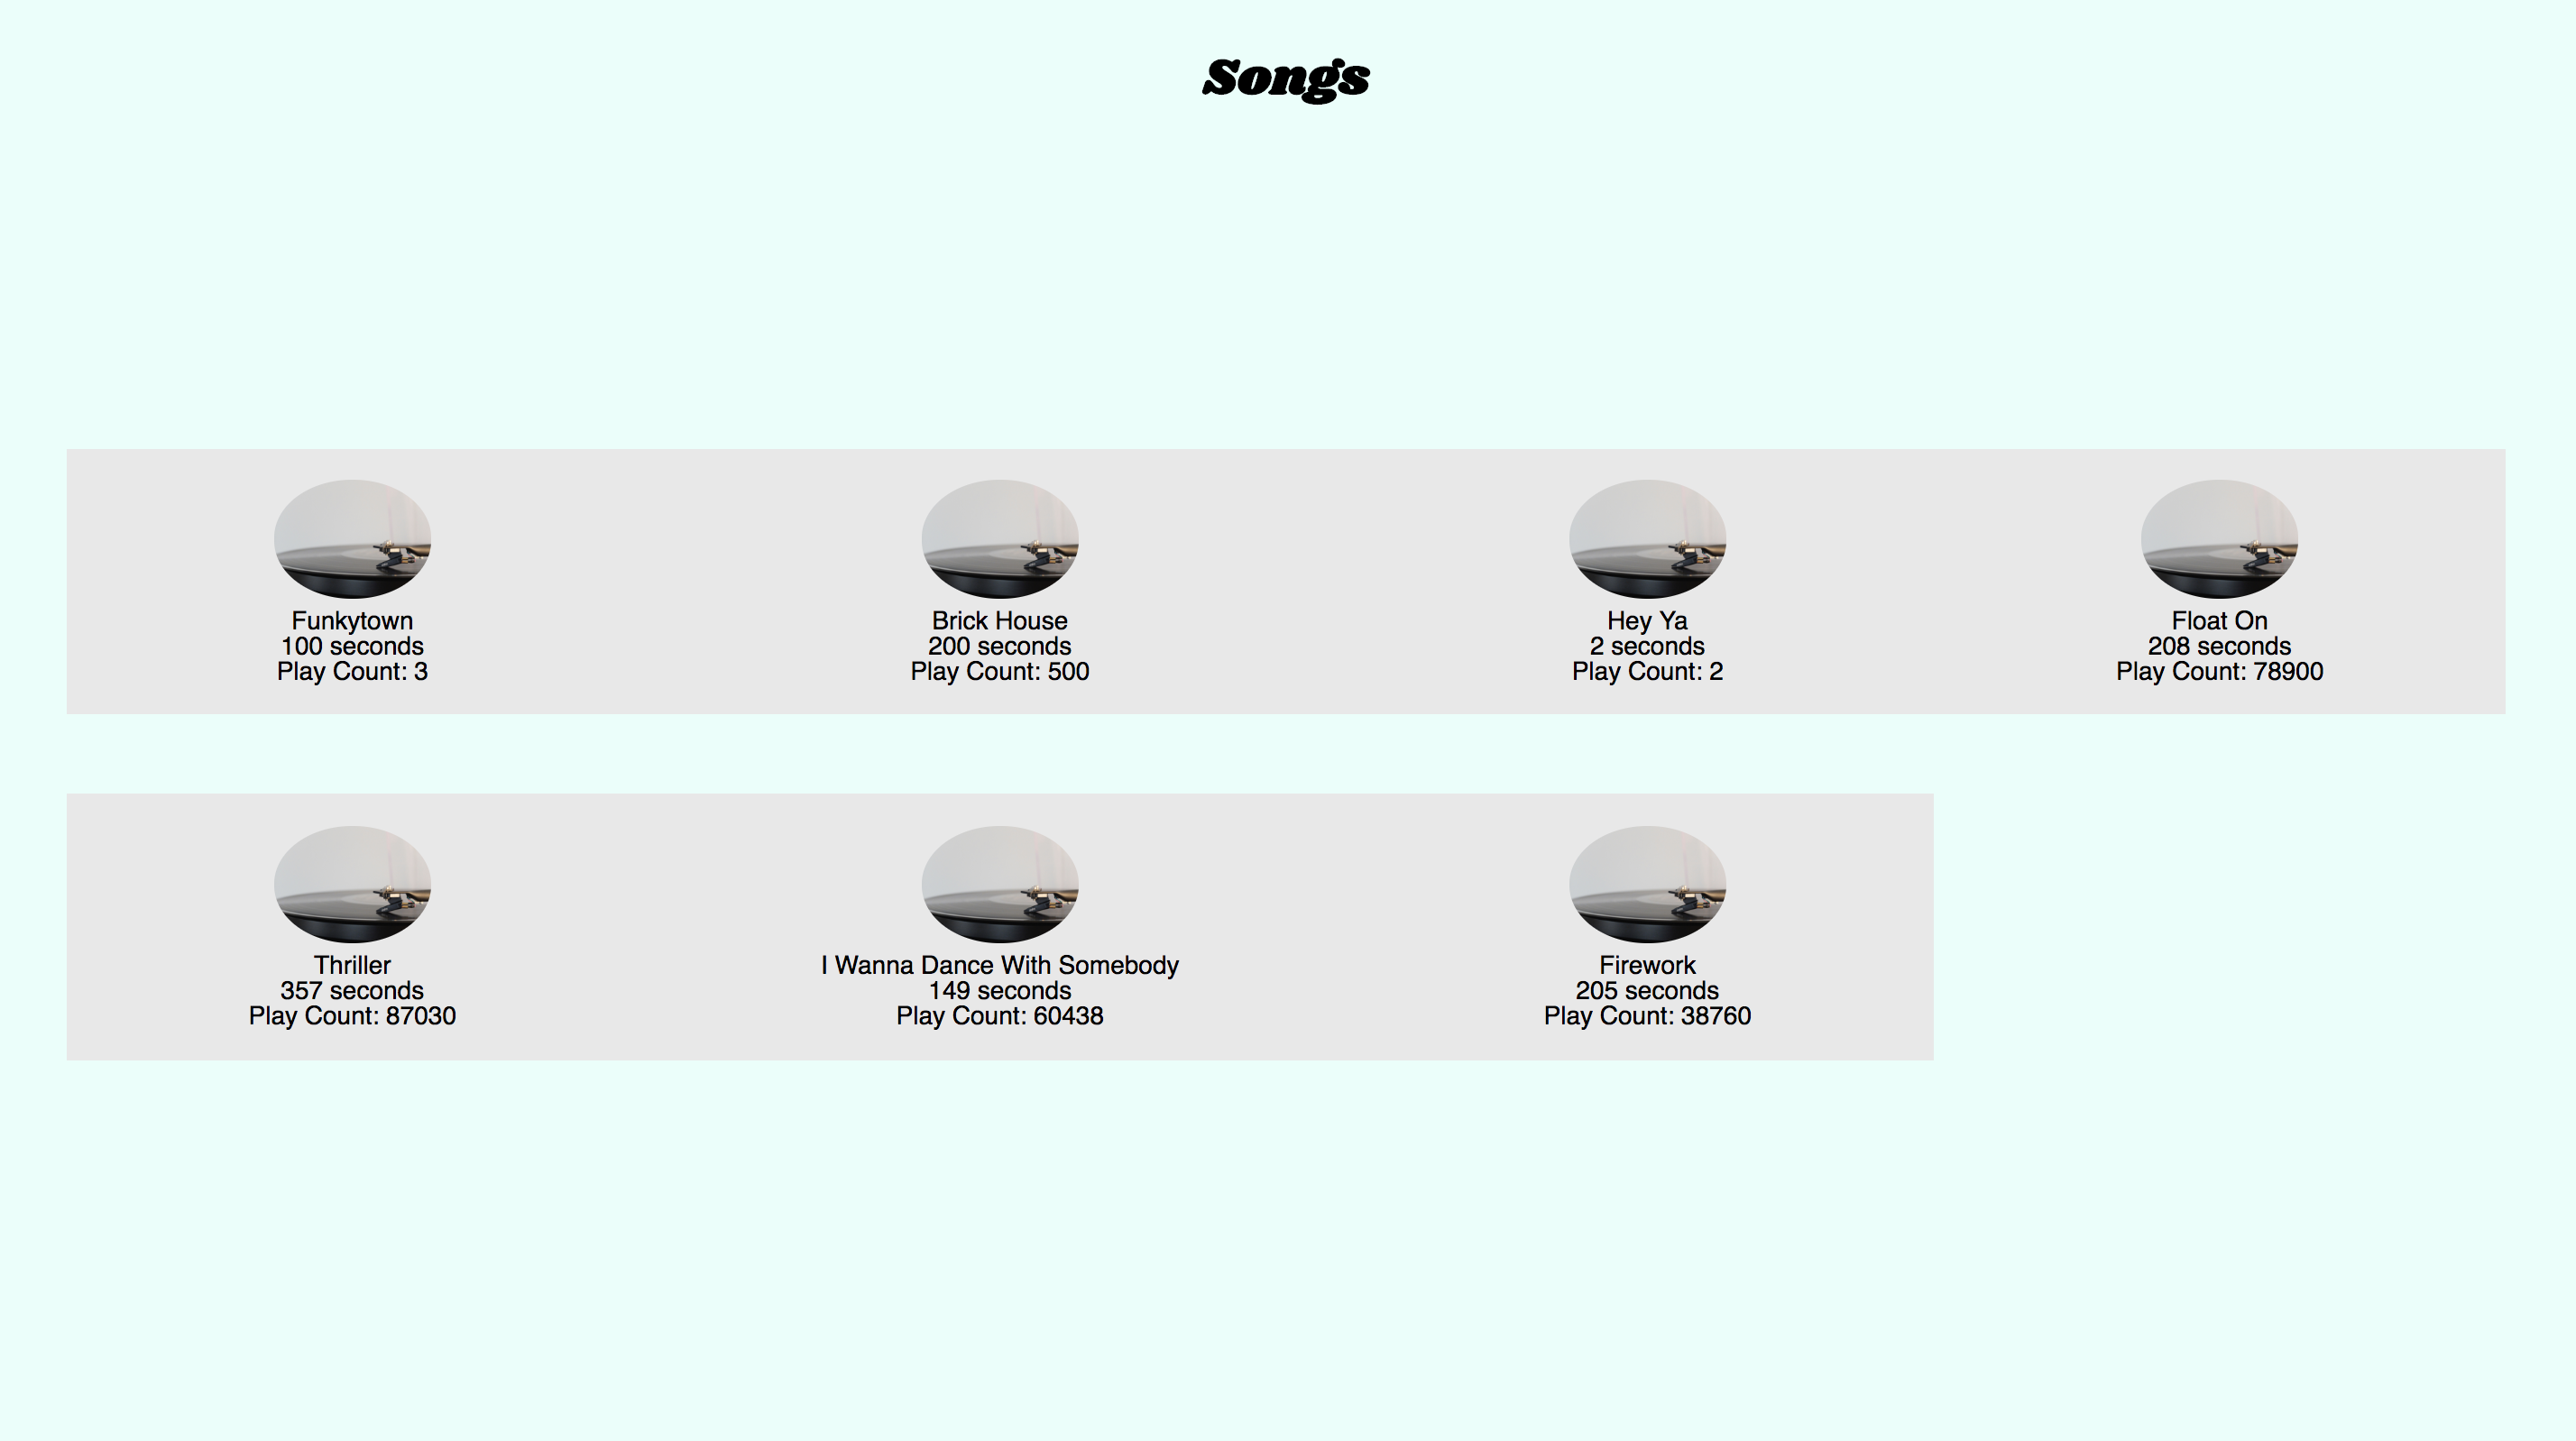 Songs
Funkytown
100 seconds
Play Count: 3
Brick House
200 seconds
Play Count: 500
Hey Ya
2 seconds
Play Count: 2
Float On
208 seconds
Play Count: 78900
Thriller
357 seconds
Play Count: 87030
I Wanna Dance With Somebody
149 seconds
Play Count: 60438
Firework
205 seconds
Play Count: 38760